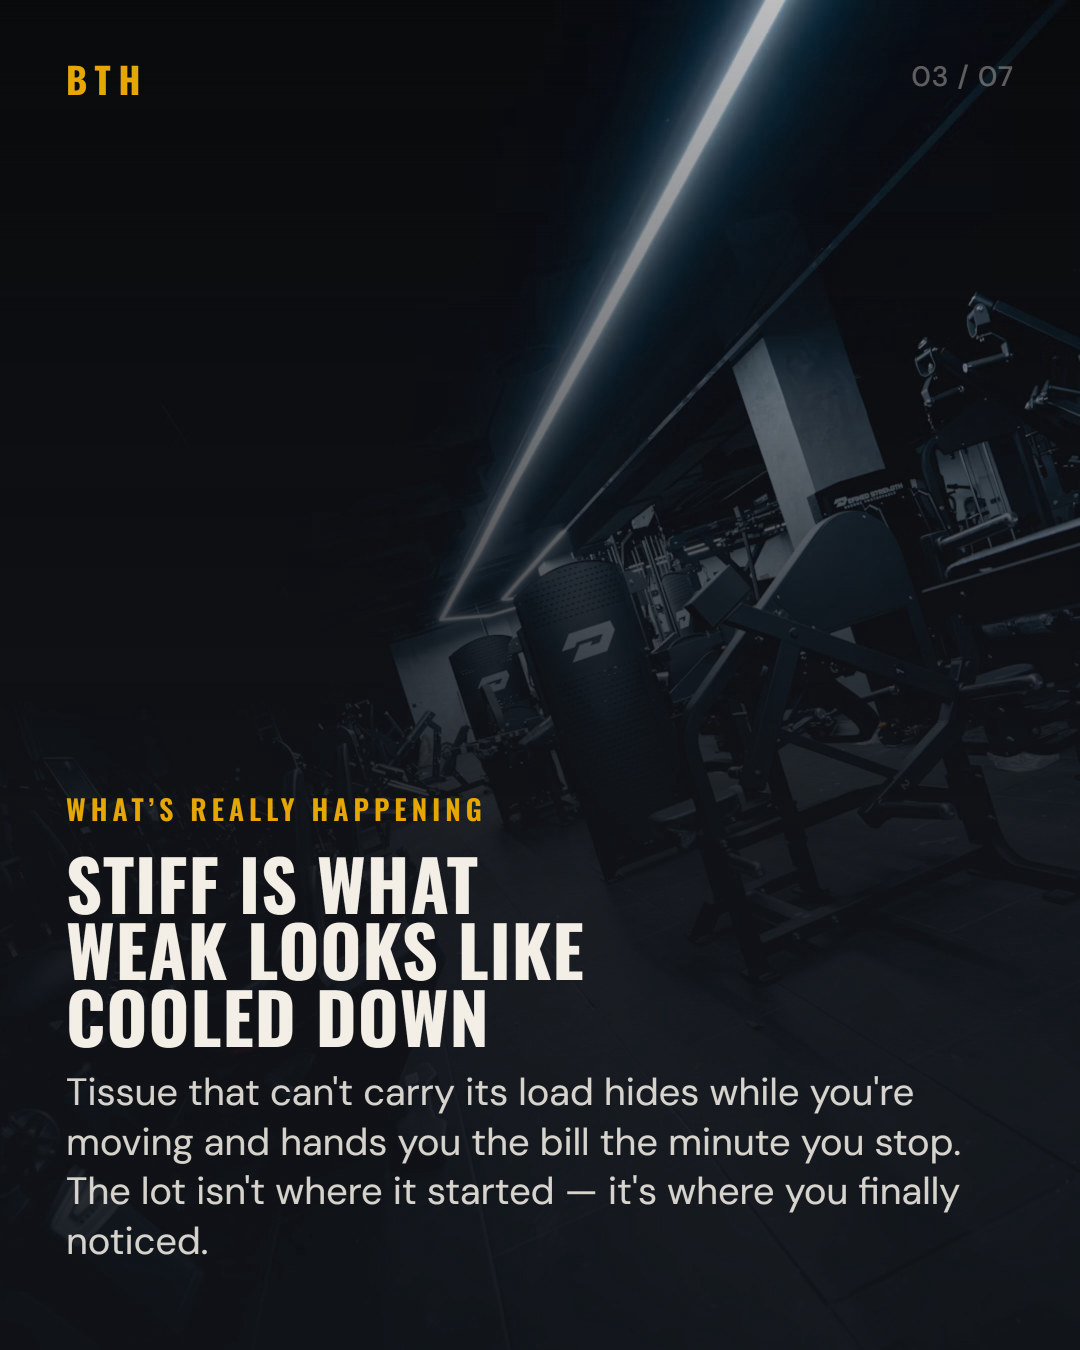 BTH
03 / 07
WHAT’S REALLY HAPPENING
STIFF IS WHAT
WEAK LOOKS LIKE
COOLED DOWN
Tissue that can't carry its load hides while you're
moving and hands you the bill the minute you stop.
The lot isn't where it started — it's where you finally
noticed.